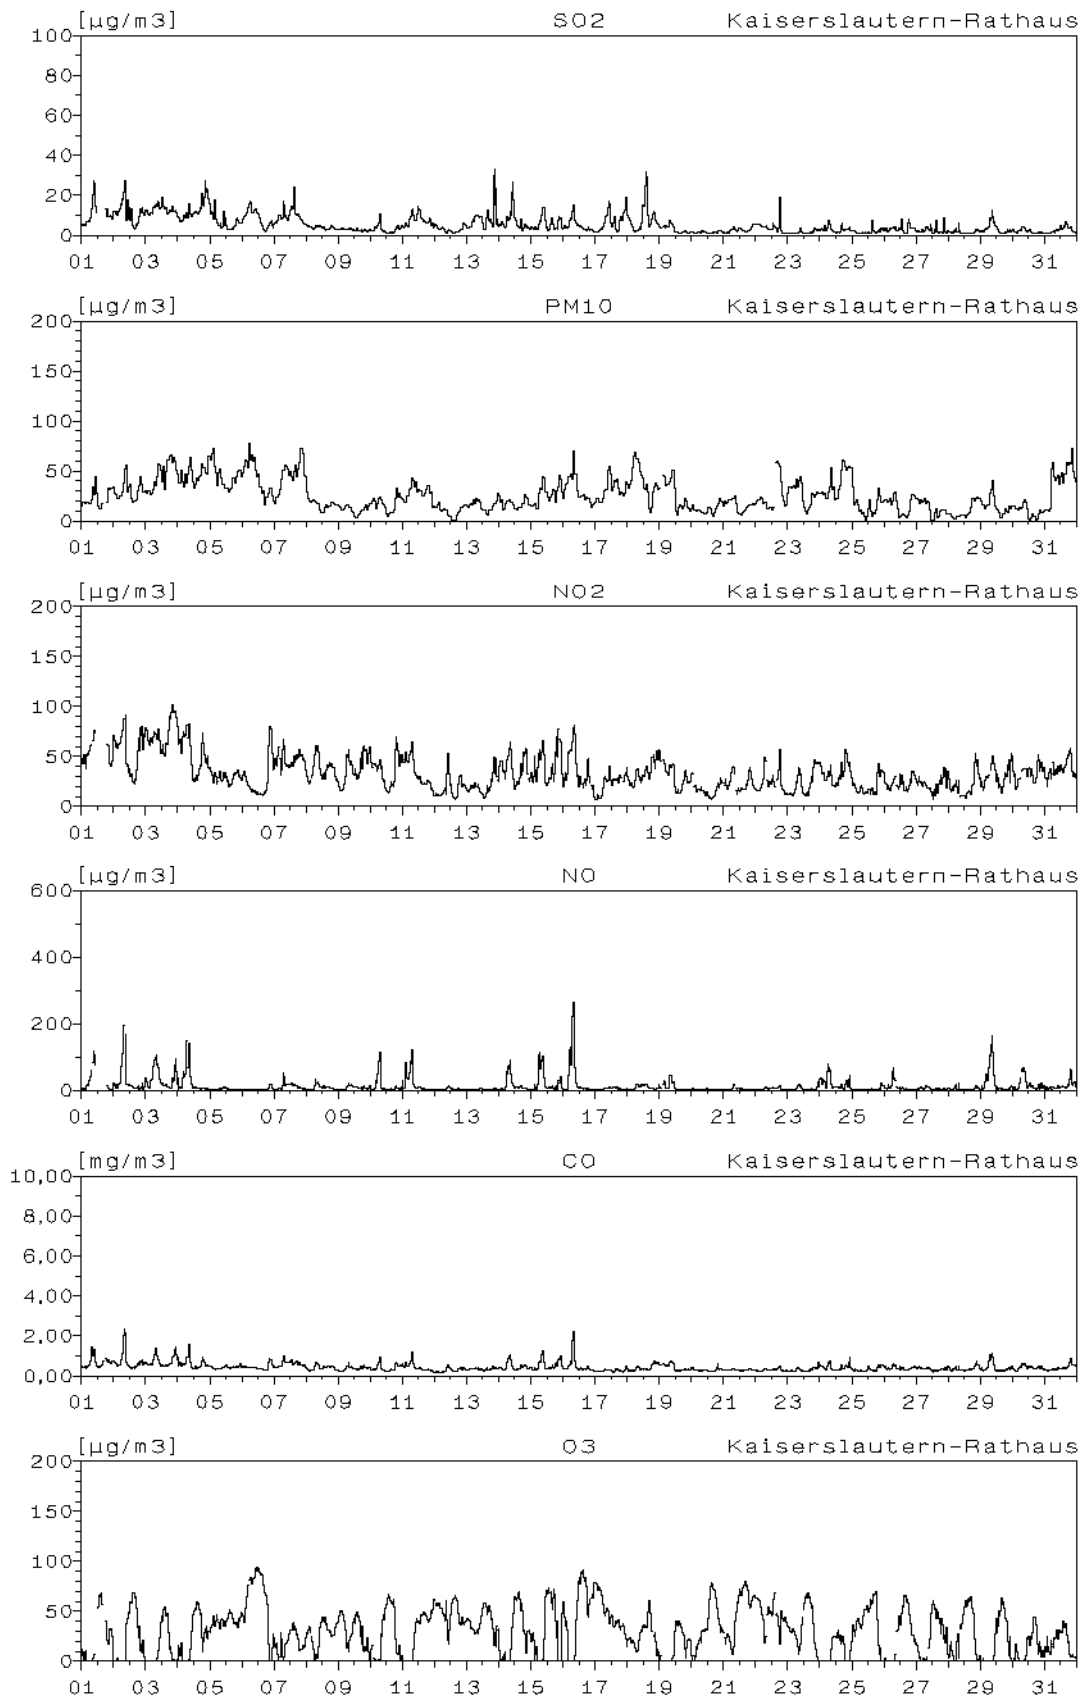 [µg/m3] SO2 Kaiserslautern-Rathaus
100
80
60
40
20
0
01 03 05 07 09 11 13 15 17 19 21 23 25 27 29 31
[µg/m3] PM10 Kaiserslautern-Rathaus
200
150
100
50
0
01 03 05 07 09 11 13 15 17 19 21 23 25 27 29 31
[µg/m3] NO2 Kaiserslautern-Rathaus
200
150
100
50
0
01 03 05 07 09 11 13 15 17 19 21 23 25 27 29 31
[µg/m3] NO Kaiserslautern-Rathaus
600
400
200
0
01 03 05 07 09 11 13 15 17 19 21 23 25 27 29 31
[mg/m3] CO Kaiserslautern-Rathaus
10,00
8,00
6,00
4,00
2,00
0,00
01 03 05 07 09 11 13 15 17 19 21 23 25 27 29 31
[µg/m3] O3 Kaiserslautern-Rathaus
200
150
100
50
0
01 03 05 07 09 11 13 15 17 19 21 23 25 27 29 31